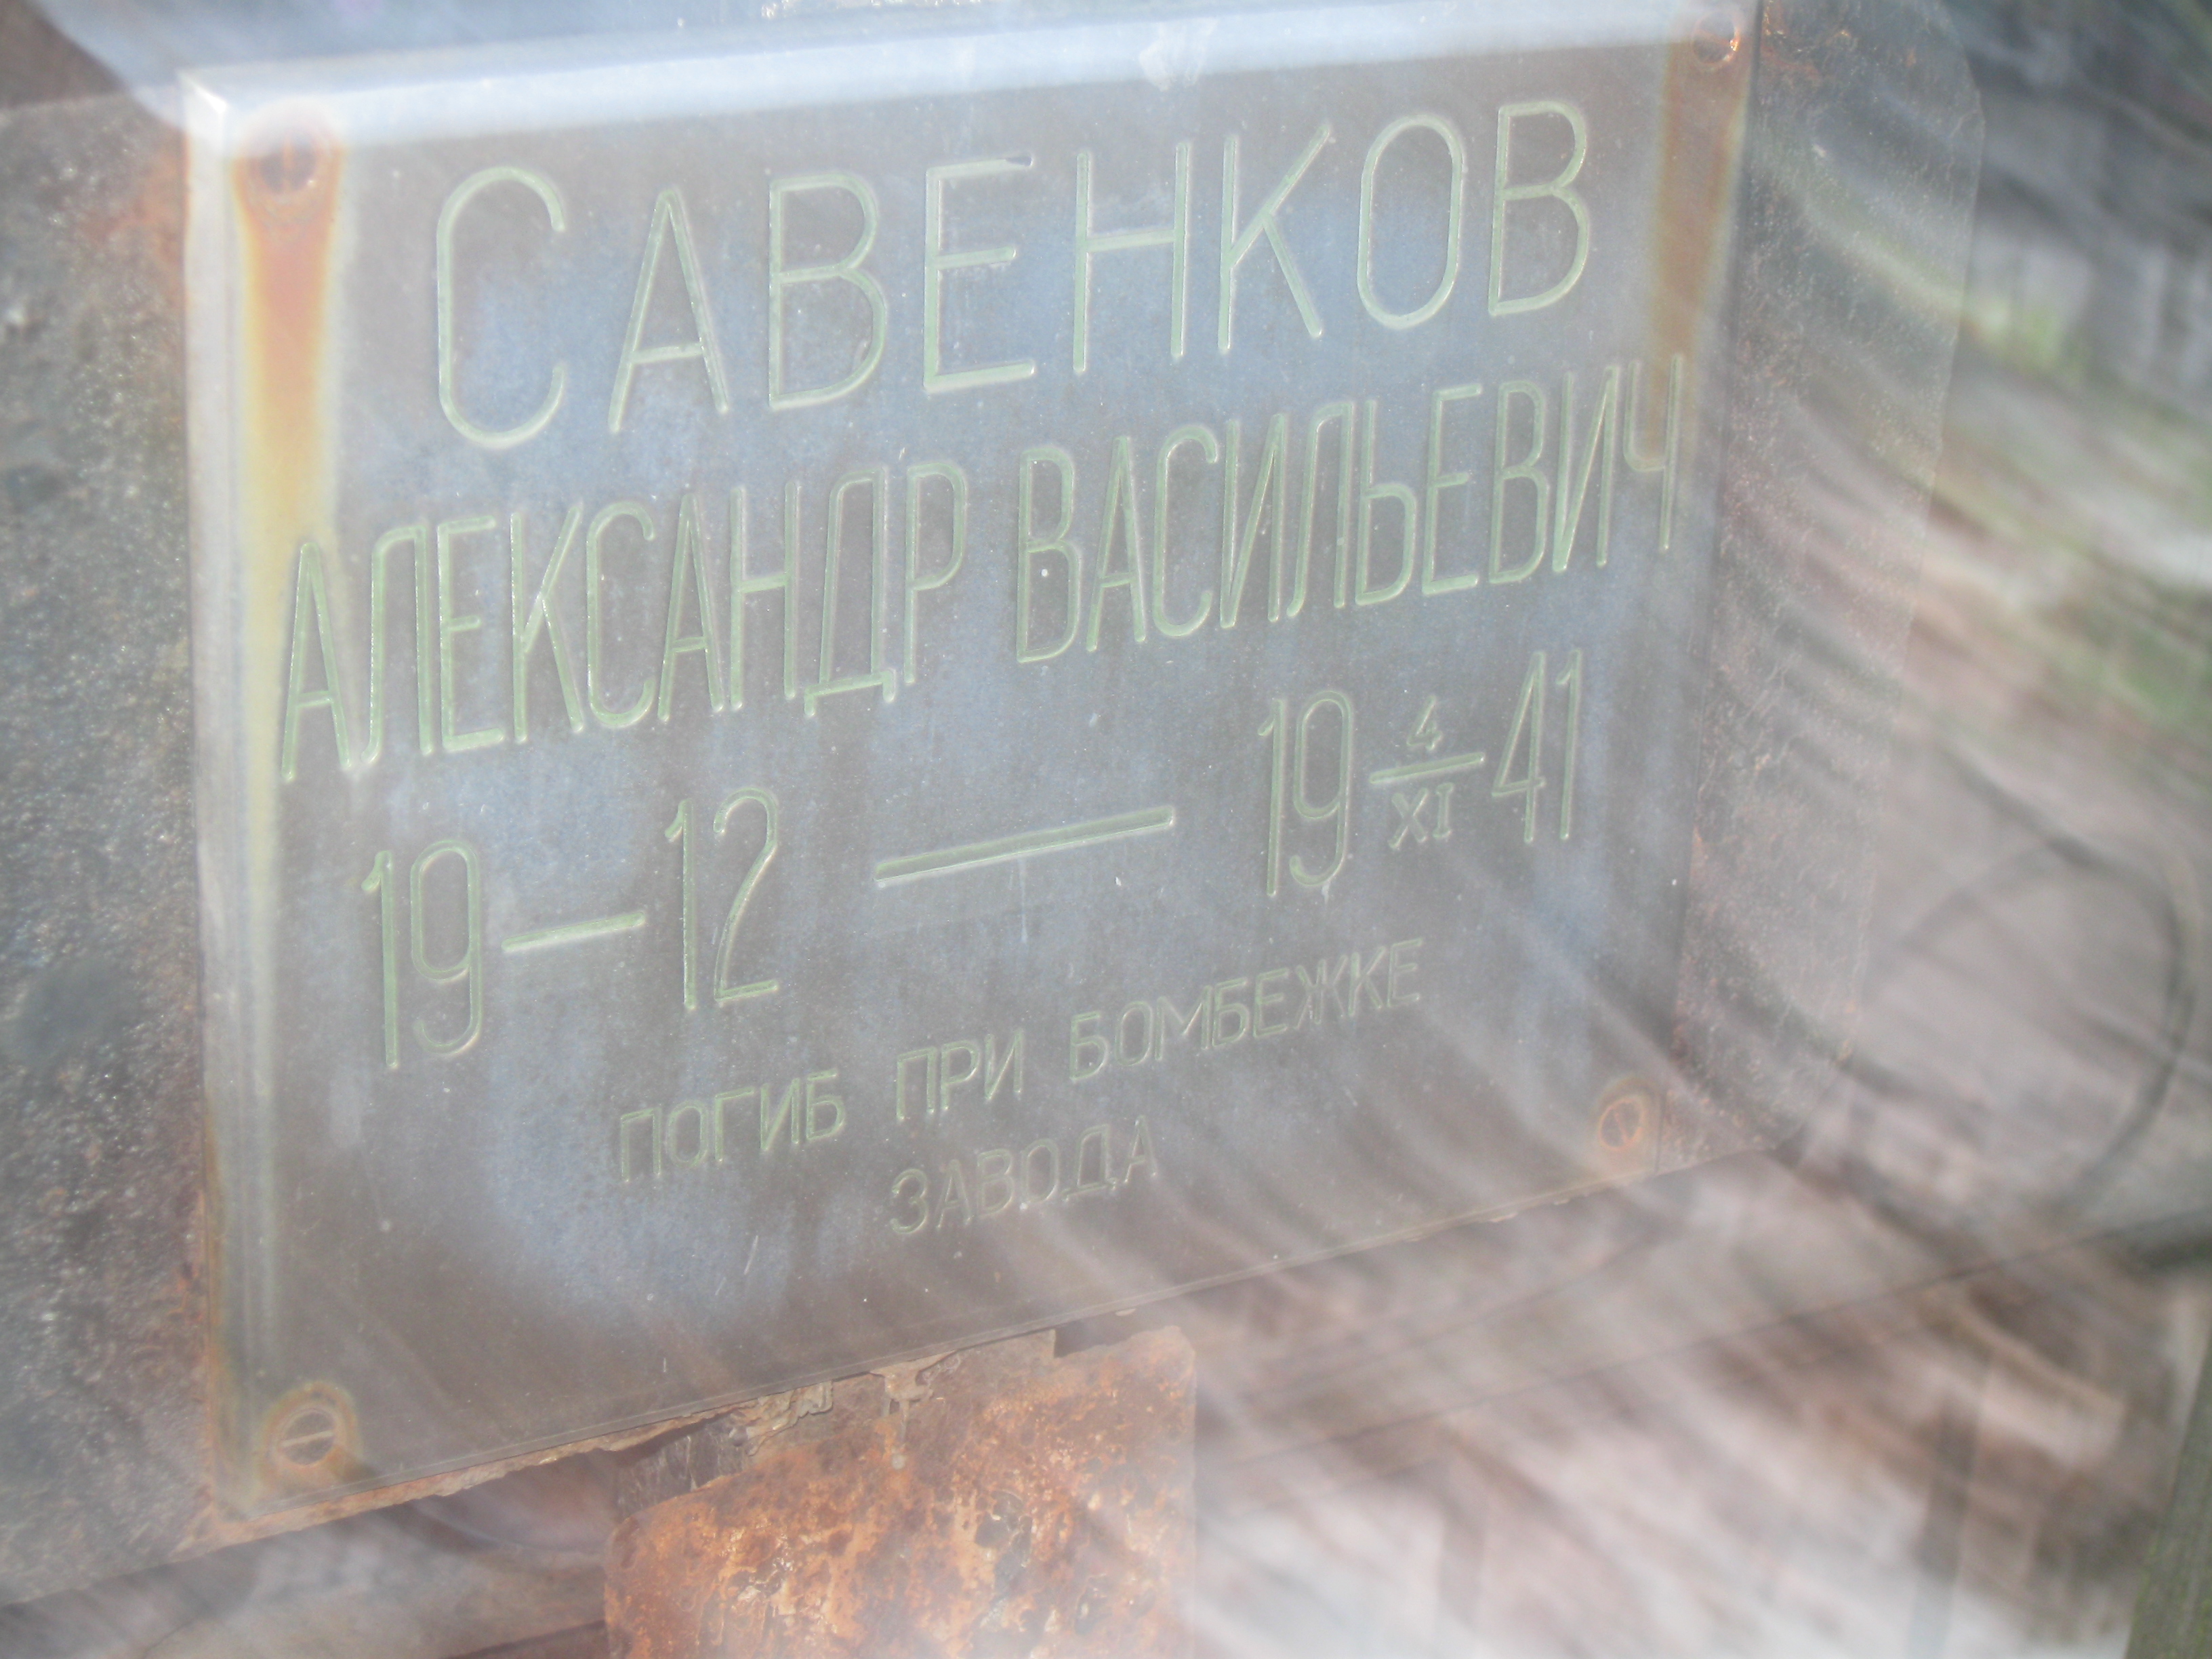 САВЕНКОВ
АЛЕКСАНДР ВАСИЛЬЕВИЧ
19—12 — 19 4/XI 41
ПОГИБ ПРИ БОМБЕЖКЕ
ЗАВОДА